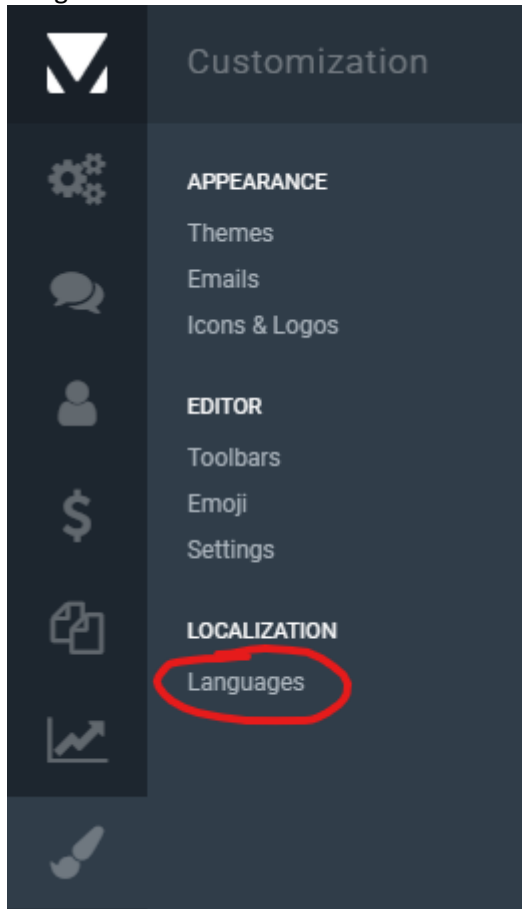 Customization
APPEARANCE
Themes
Emails
Icons & Logos
EDITOR
Toolbars
Emoji
Settings
LOCALIZATION
Languages